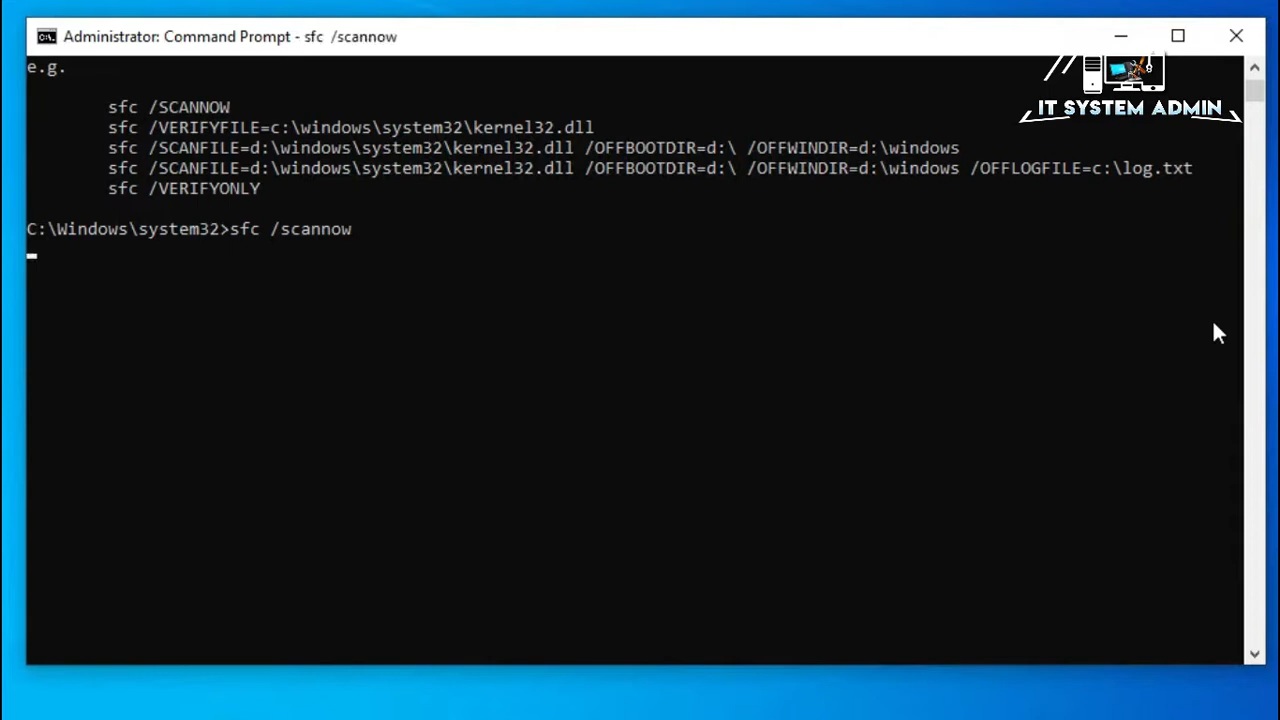 Administrator: Command Prompt - sfc /scannow
e.g.
IT SYSTEM ADMIN
sfc /SCANNOW
sfc /VERIFYFILE=c:\windows\system32\kernel32.dll
sfc /SCANFILE=d:\windows\system32\kernel32.dll /OFFBOOTDIR=d:\ /OFFWINDIR=d:\windows
sfc /SCANFILE=d:\windows\system32\kernel32.dll /OFFBOOTDIR=d:\ /OFFWINDIR=d:\windows /OFFLOGFILE=c:\log.txt
sfc /VERIFYONLY
C:\Windows\system32>sfc /scannow